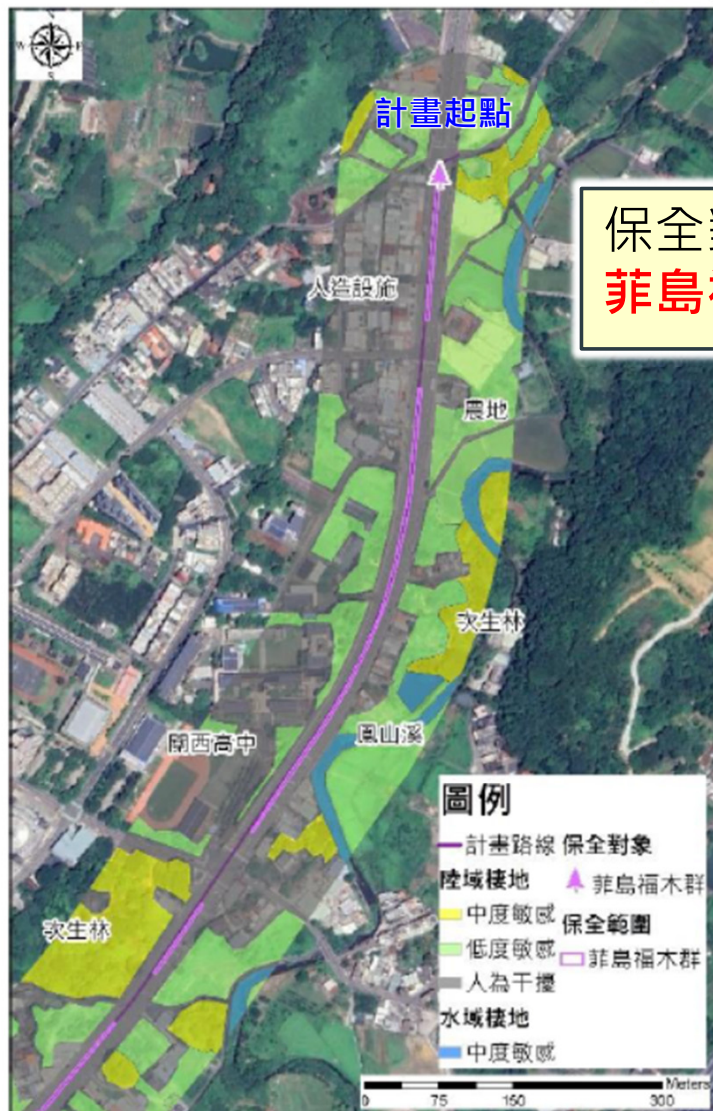 N
W E
S
計畫起點
保全對
菲島福
人造設施
農地
次生林
鳳山溪
關西高中
次生林
圖例
計畫路線
陸域棲地
中度敏感
低度敏感
人為干擾
水域棲地
中度敏感
保全對象
菲島福木群
保全範圍
菲島福木群
Meters
0 75 150 300